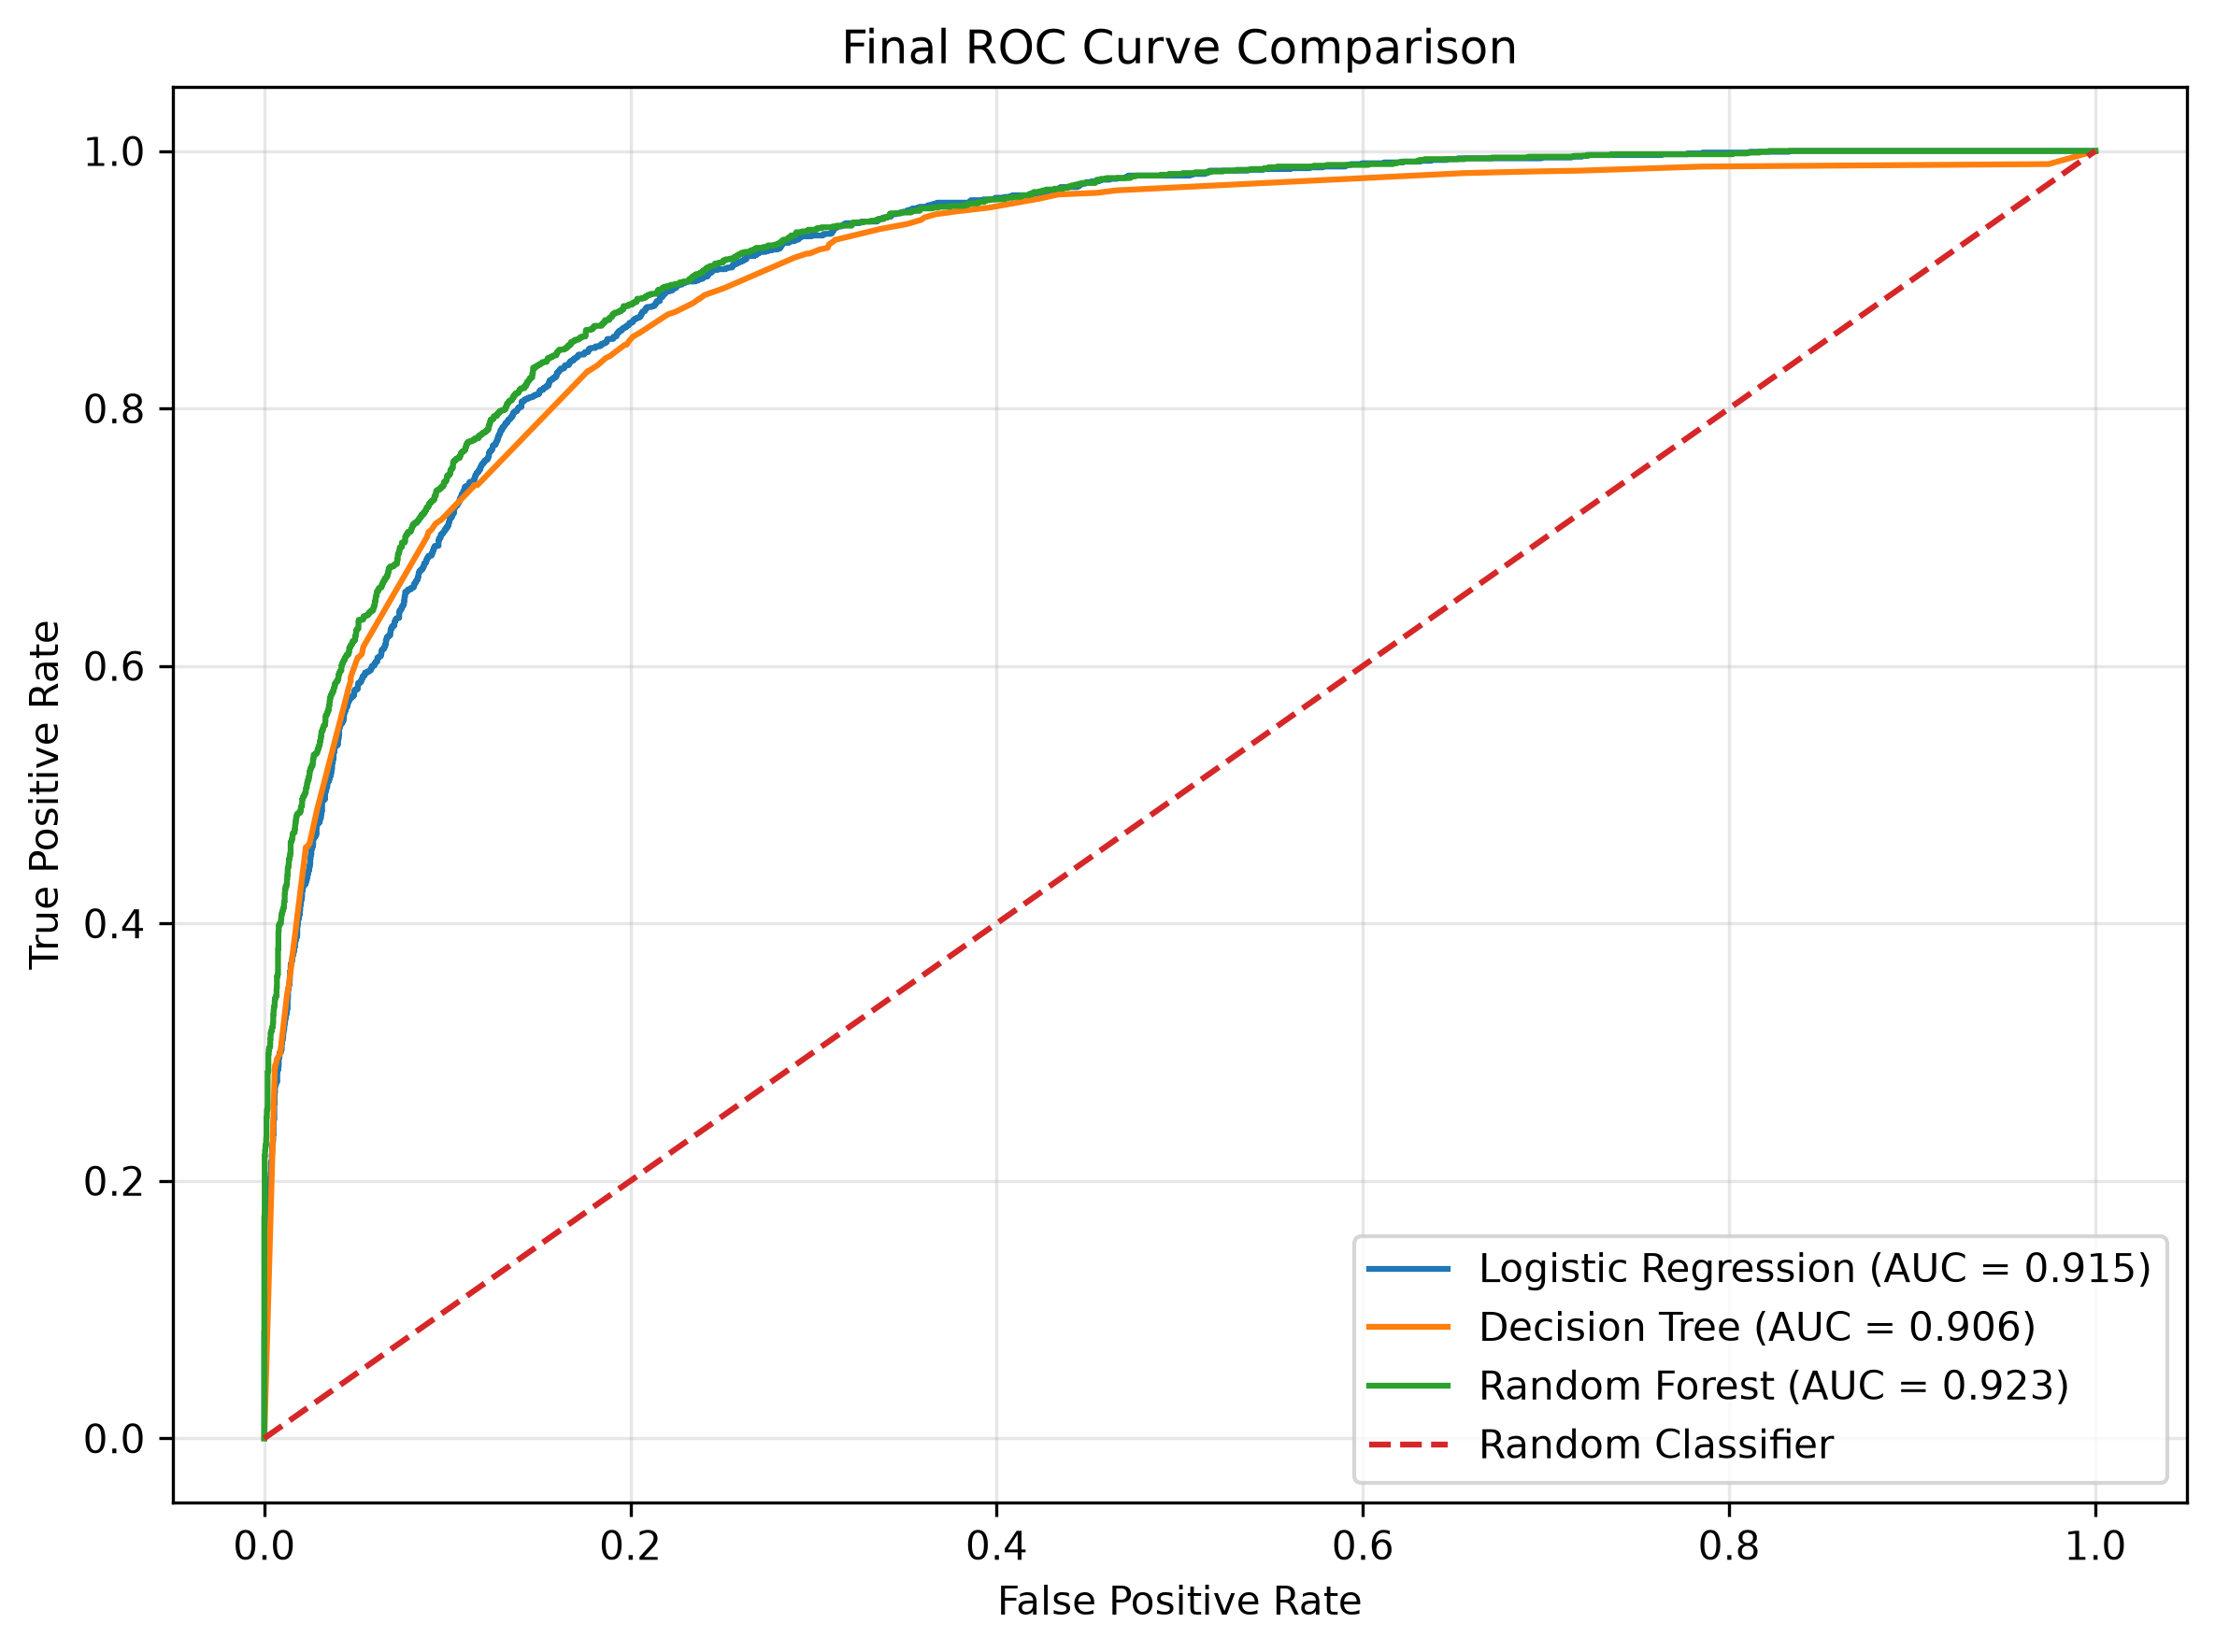 Final ROC Curve Comparison
True Positive Rate
1.0
0.8
0.6
0.4
0.2
0.0
Logistic Regression (AUC = 0.915)
Decision Tree (AUC = 0.906)
Random Forest (AUC = 0.923)
Random Classifier
0.0 0.2 0.4 0.6 0.8 1.0
False Positive Rate